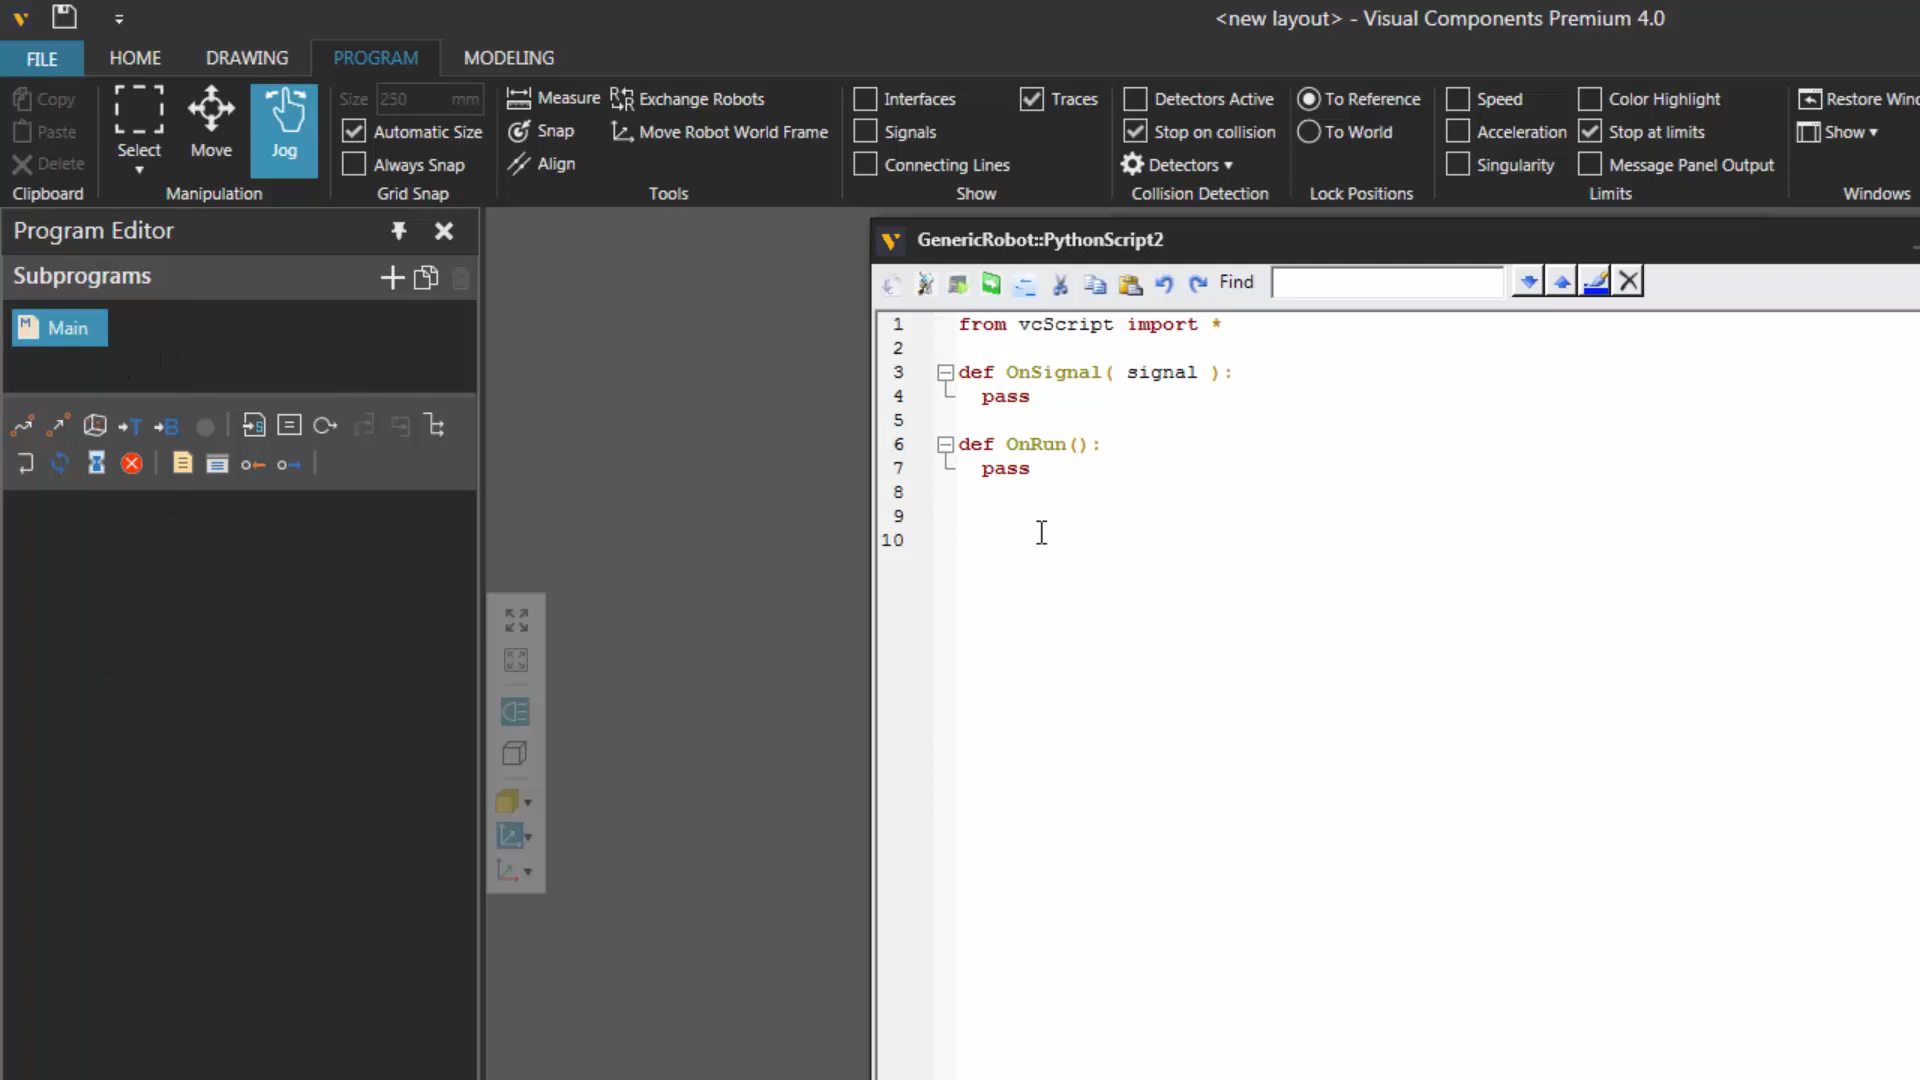 <new layout> - Visual Components Premium 4.0
FILE HOME DRAWING PROGRAM MODELING
Copy
Paste
Delete
Clipboard
Select
Move
Jog
Manipulation
Size 250 mm
Automatic Size
Always Snap
Grid Snap
Measure
Snap
Align
Exchange Robots
Move Robot World Frame
Tools
Interfaces
Signals
Connecting Lines
Traces
Show
Detectors Active
Stop on collision
Detectors
Collision Detection
To Reference
To World
Lock Positions
Speed
Acceleration
Singularity
Color Highlight
Stop at limits
Message Panel Output
Limits
Restore Winc
Show
Windows
Program Editor
Subprograms
M Main
T
B
S
GenericRobot::PythonScript2
Find
1 from vcScript import *
2
3 def OnSignal( signal ):
4 pass
5
6 def OnRun():
7 pass
8
9
10